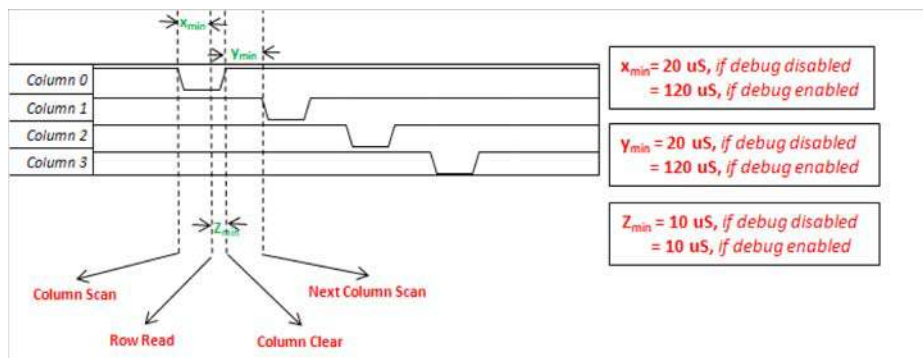 Xmin
Ymin
Column 0
Column 1
Column 2
Column 3
Zmin
Column Scan
Row Read
Column Clear
Next Column Scan
Xmin= 20 uS, if debug disabled
= 120 uS, if debug enabled
Ymin = 20 uS, if debug disabled
= 120 uS, if debug enabled
Zmin = 10 uS, if debug disabled
= 10 uS, if debug enabled